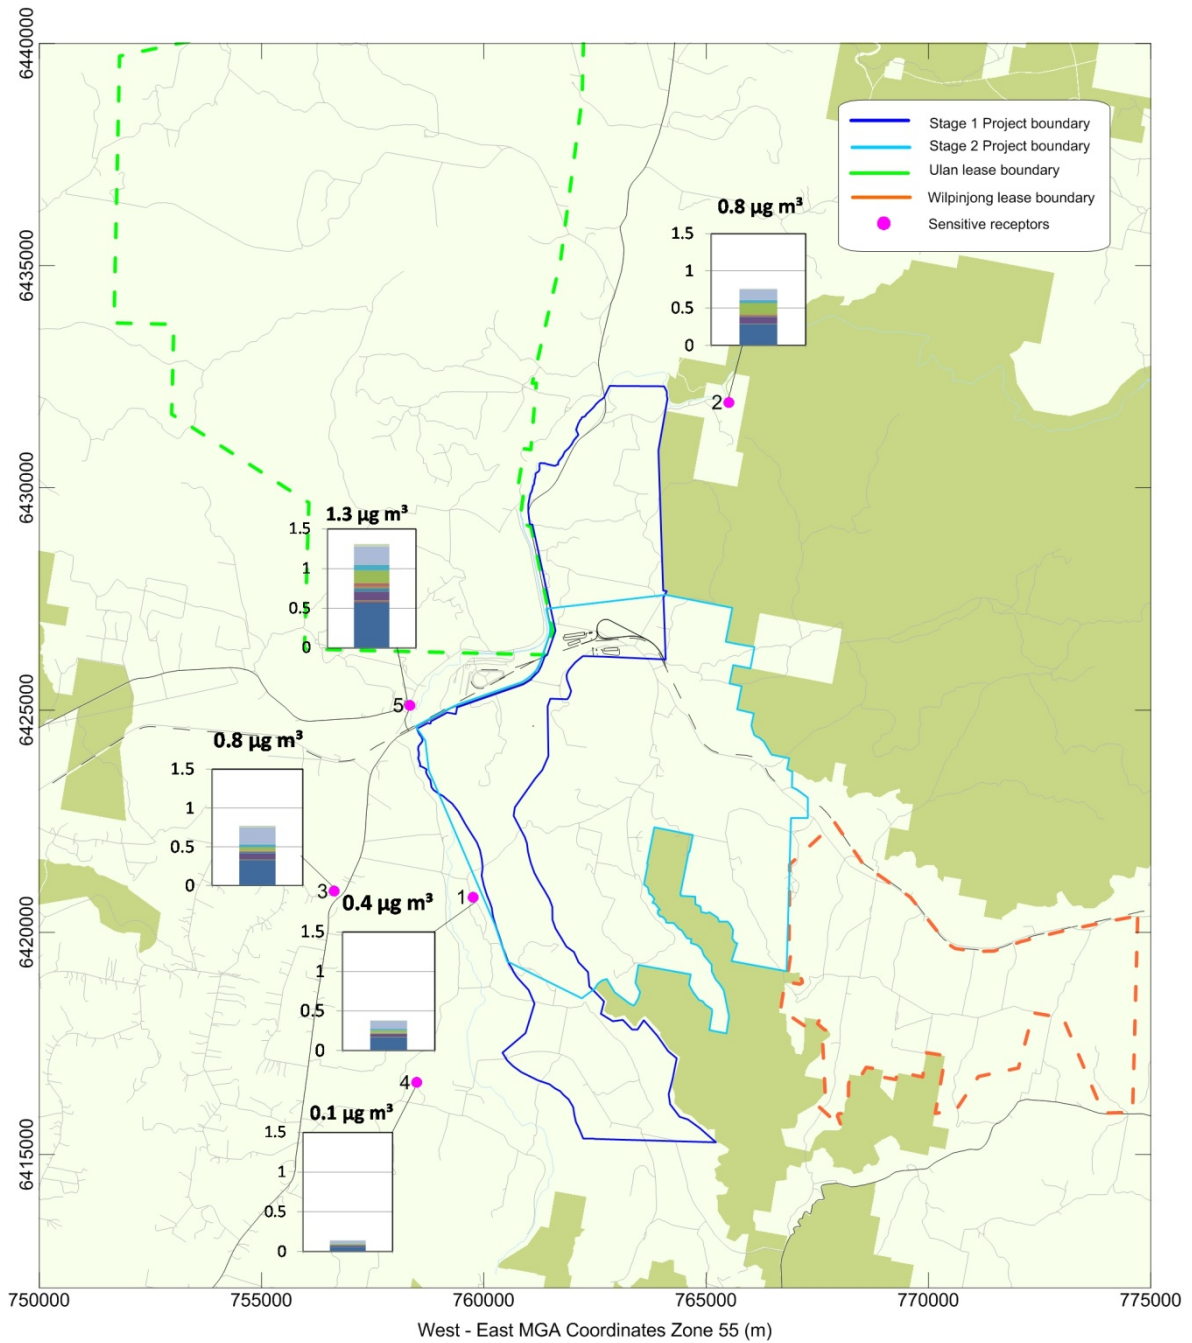 6440000
Stage 1 Project boundary
Stage 2 Project boundary
Ulan lease boundary
Wilpinjong lease boundary
Sensitive receptors
0.8 µg m³
1.5
1
0.5
0
6435000
2
6430000
1.3 µg m³
1.5
1
0.5
0
6425000
5
0.8 µg m³
1.5
1
0.5
0
3
1
0.4 µg m³
1.5
1
0.5
0
6420000
4
0.1 µg m³
1.5
1
0.5
0
6415000
750000 755000 760000 765000 770000 775000
West - East MGA Coordinates Zone 55 (m)